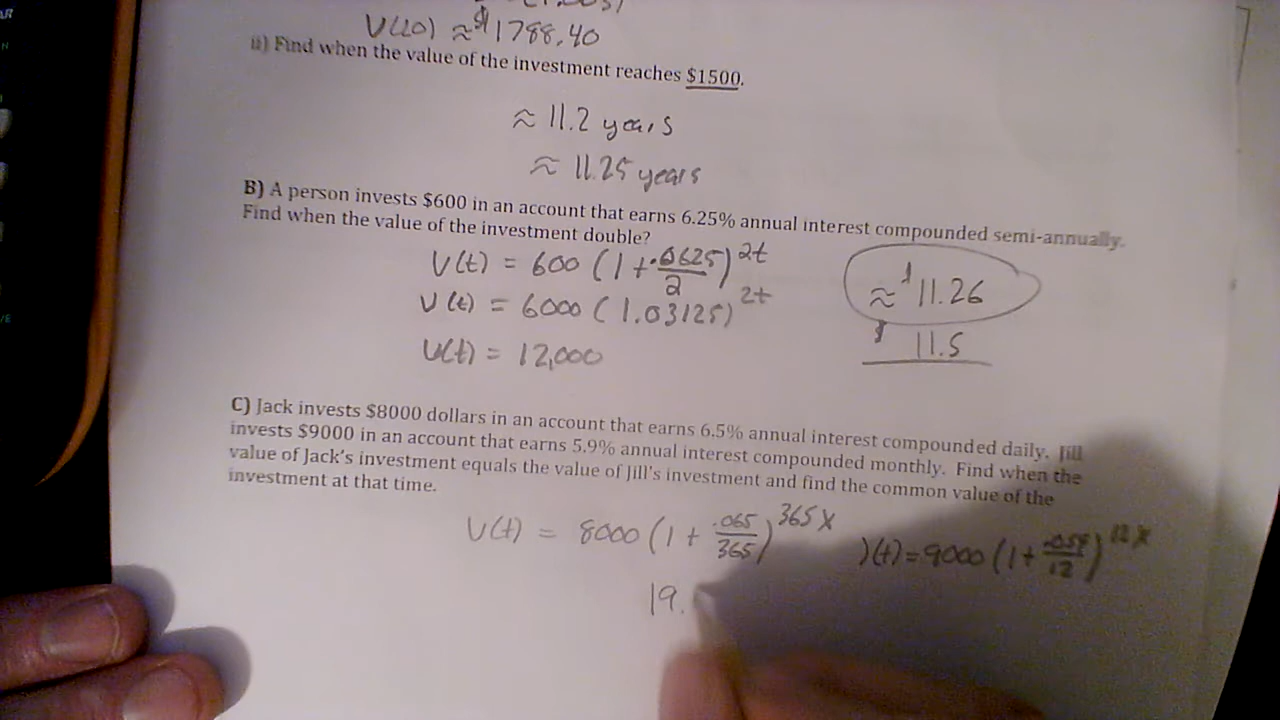 V(20) ≈ $1788.40
ii) Find when the value of the investment reaches $1500.
≈ 11.2 years
≈ 11.25 years
B) A person invests $600 in an account that earns 6.25% annual interest compounded semi-annually.
Find when the value of the investment double?
V(t) = 600 (1 + .0625/2)^2t
V(t) = 6000 (1.03125)^2t
V(t) = 12,000
≈ $11.26
$ 11.5
C) Jack invests $8000 dollars in an account that earns 6.5% annual interest compounded daily. Jill
invests $9000 in an account that earns 5.9% annual interest compounded monthly. Find when the
value of Jack's investment equals the value of Jill's investment and find the common value of the
investment at that time.
V(t) = 8000 (1 + .065/365)^365x
)(t) = 9000 (1 + .059/12)^12x
19.